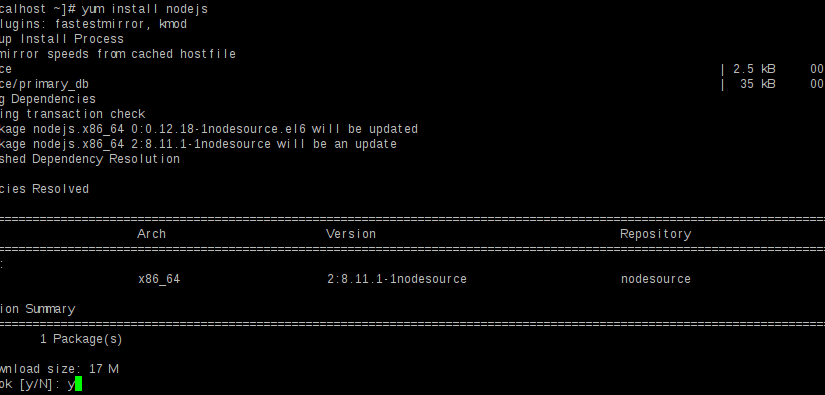 calhost ~]# yum install nodejs
lugins: fastestmirror, kmod
up Install Process
mirror speeds from cached hostfile
ce | 2.5 kB 00
ce/primary_db | 35 kB 00
g Dependencies
ing transaction check
kage nodejs.x86_64 0:0.12.18-1nodesource.el6 will be updated
kage nodejs.x86_64 2:8.11.1-1nodesource will be an update
shed Dependency Resolution
cies Resolved
================================================================================
Arch Version Repository
================================================================================
:
x86_64 2:8.11.1-1nodesource nodesource
ion Summary
================================================================================
1 Package(s)
wnload size: 17 M
ok [y/N]: y